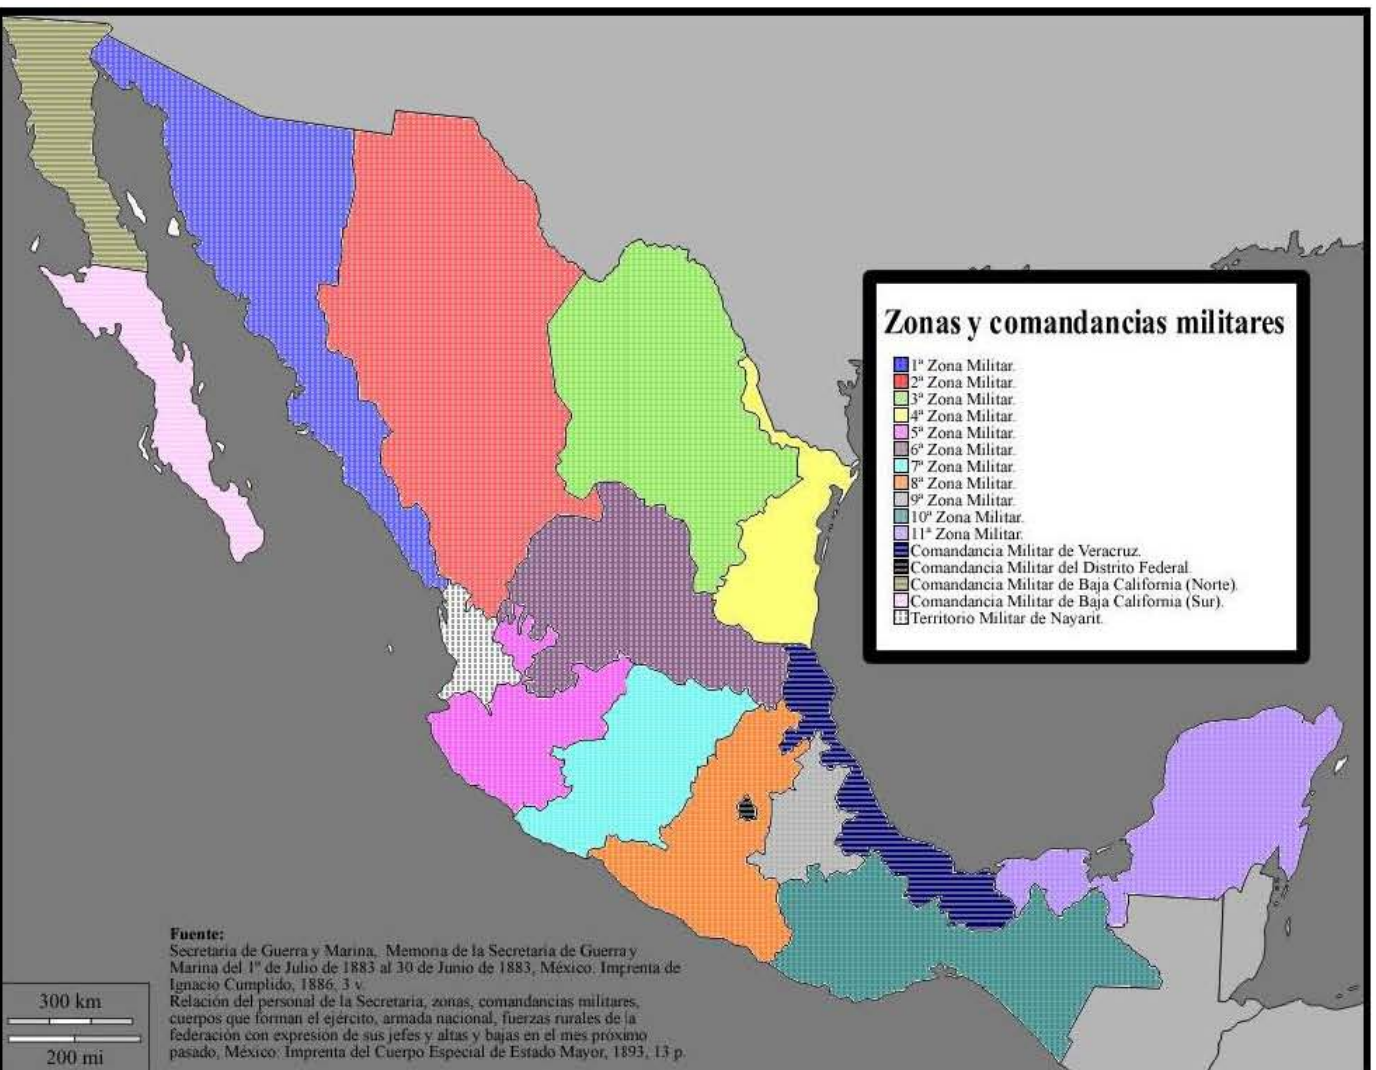 Zonas y comandancias militares
1ª Zona Militar.
2ª Zona Militar.
3ª Zona Militar.
4ª Zona Militar.
5ª Zona Militar.
6ª Zona Militar.
7ª Zona Militar.
8ª Zona Militar.
9ª Zona Militar.
10ª Zona Militar.
11ª Zona Militar.
Comandancia Militar de Veracruz.
Comandancia Militar del Distrito Federal.
Comandancia Militar de Baja California (Norte).
Comandancia Militar de Baja California (Sur).
Territorio Militar de Nayarit.
Fuente:
Secretaria de Guerra y Marina, Memoria de la Secretaria de Guerra y
Marina del 1º de Julio de 1883 al 30 de Junio de 1883, México: Imprenta de
Ignacio Cumplido, 1886, 3 v.
Relación del personal de la Secretaria, zonas, comandancias militares,
cuerpos que forman el ejército, armada nacional, fuerzas rurales de la
federación con expresión de sus jefes y altas y bajas en el mes próximo
pasado, México: Imprenta del Cuerpo Especial de Estado Mayor, 1893, 13 p.
300 km
200 mi